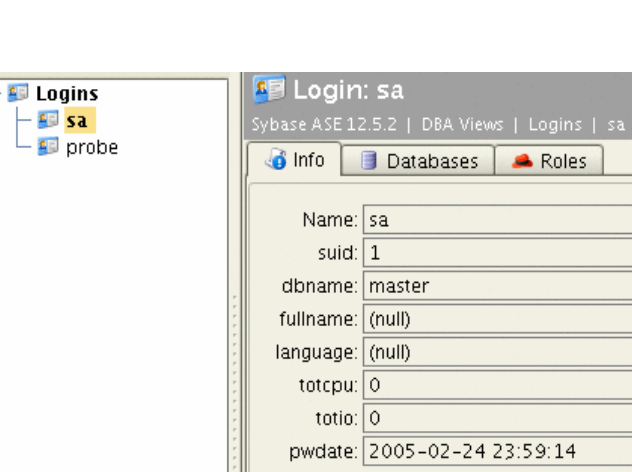 Logins
sa
probe
Login: sa
Sybase ASE 12.5.2 | DBA Views | Logins | sa
Info Databases Roles
Name: sa
suid: 1
dbname: master
fullname: (null)
language: (null)
totcpu: 0
totio: 0
pwdate: 2005-02-24 23:59:14